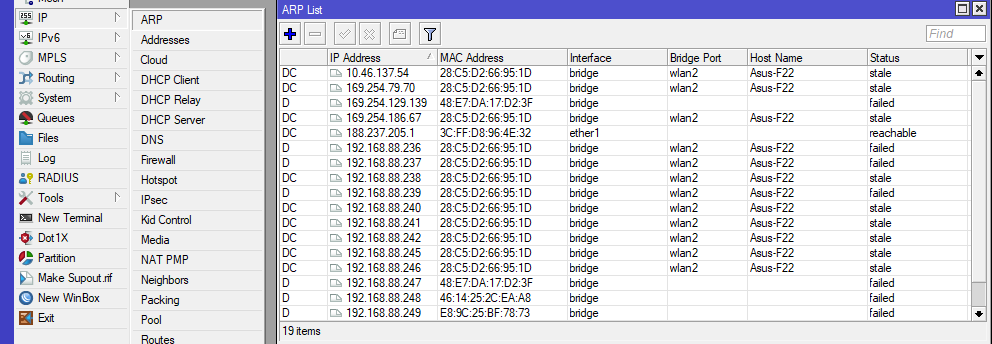 Mesh
IP
IPv6
MPLS
Routing
System
Queues
Files
Log
RADIUS
Tools
New Terminal
Dot1X
Partition
Make Supout.rif
New WinBox
Exit
ARP
Addresses
Cloud
DHCP Client
DHCP Relay
DHCP Server
DNS
Firewall
Hotspot
IPsec
Kid Control
Media
NAT PMP
Neighbors
Packing
Pool
Routes
ARP List
Find
IP Address MAC Address Interface Bridge Port Host Name Status
DC 10.46.137.54 28:C5:D2:66:95:1D bridge wlan2 Asus-F22 stale
DC 169.254.79.70 28:C5:D2:66:95:1D bridge wlan2 Asus-F22 stale
D 169.254.129.139 48:E7:DA:17:D2:3F bridge failed
DC 169.254.186.67 28:C5:D2:66:95:1D bridge wlan2 Asus-F22 stale
DC 188.237.205.1 3C:FF:D8:96:4E:32 ether1 reachable
D 192.168.88.236 28:C5:D2:66:95:1D bridge wlan2 Asus-F22 failed
D 192.168.88.237 28:C5:D2:66:95:1D bridge wlan2 Asus-F22 failed
DC 192.168.88.238 28:C5:D2:66:95:1D bridge wlan2 Asus-F22 stale
D 192.168.88.239 28:C5:D2:66:95:1D bridge wlan2 Asus-F22 failed
DC 192.168.88.240 28:C5:D2:66:95:1D bridge wlan2 Asus-F22 stale
DC 192.168.88.241 28:C5:D2:66:95:1D bridge wlan2 Asus-F22 stale
DC 192.168.88.242 28:C5:D2:66:95:1D bridge wlan2 Asus-F22 stale
DC 192.168.88.245 28:C5:D2:66:95:1D bridge wlan2 Asus-F22 stale
DC 192.168.88.246 28:C5:D2:66:95:1D bridge wlan2 Asus-F22 stale
D 192.168.88.247 48:E7:DA:17:D2:3F bridge failed
D 192.168.88.248 46:14:25:2C:EA:A8 bridge failed
D 192.168.88.249 E8:9C:25:BF:78:73 bridge failed
19 items